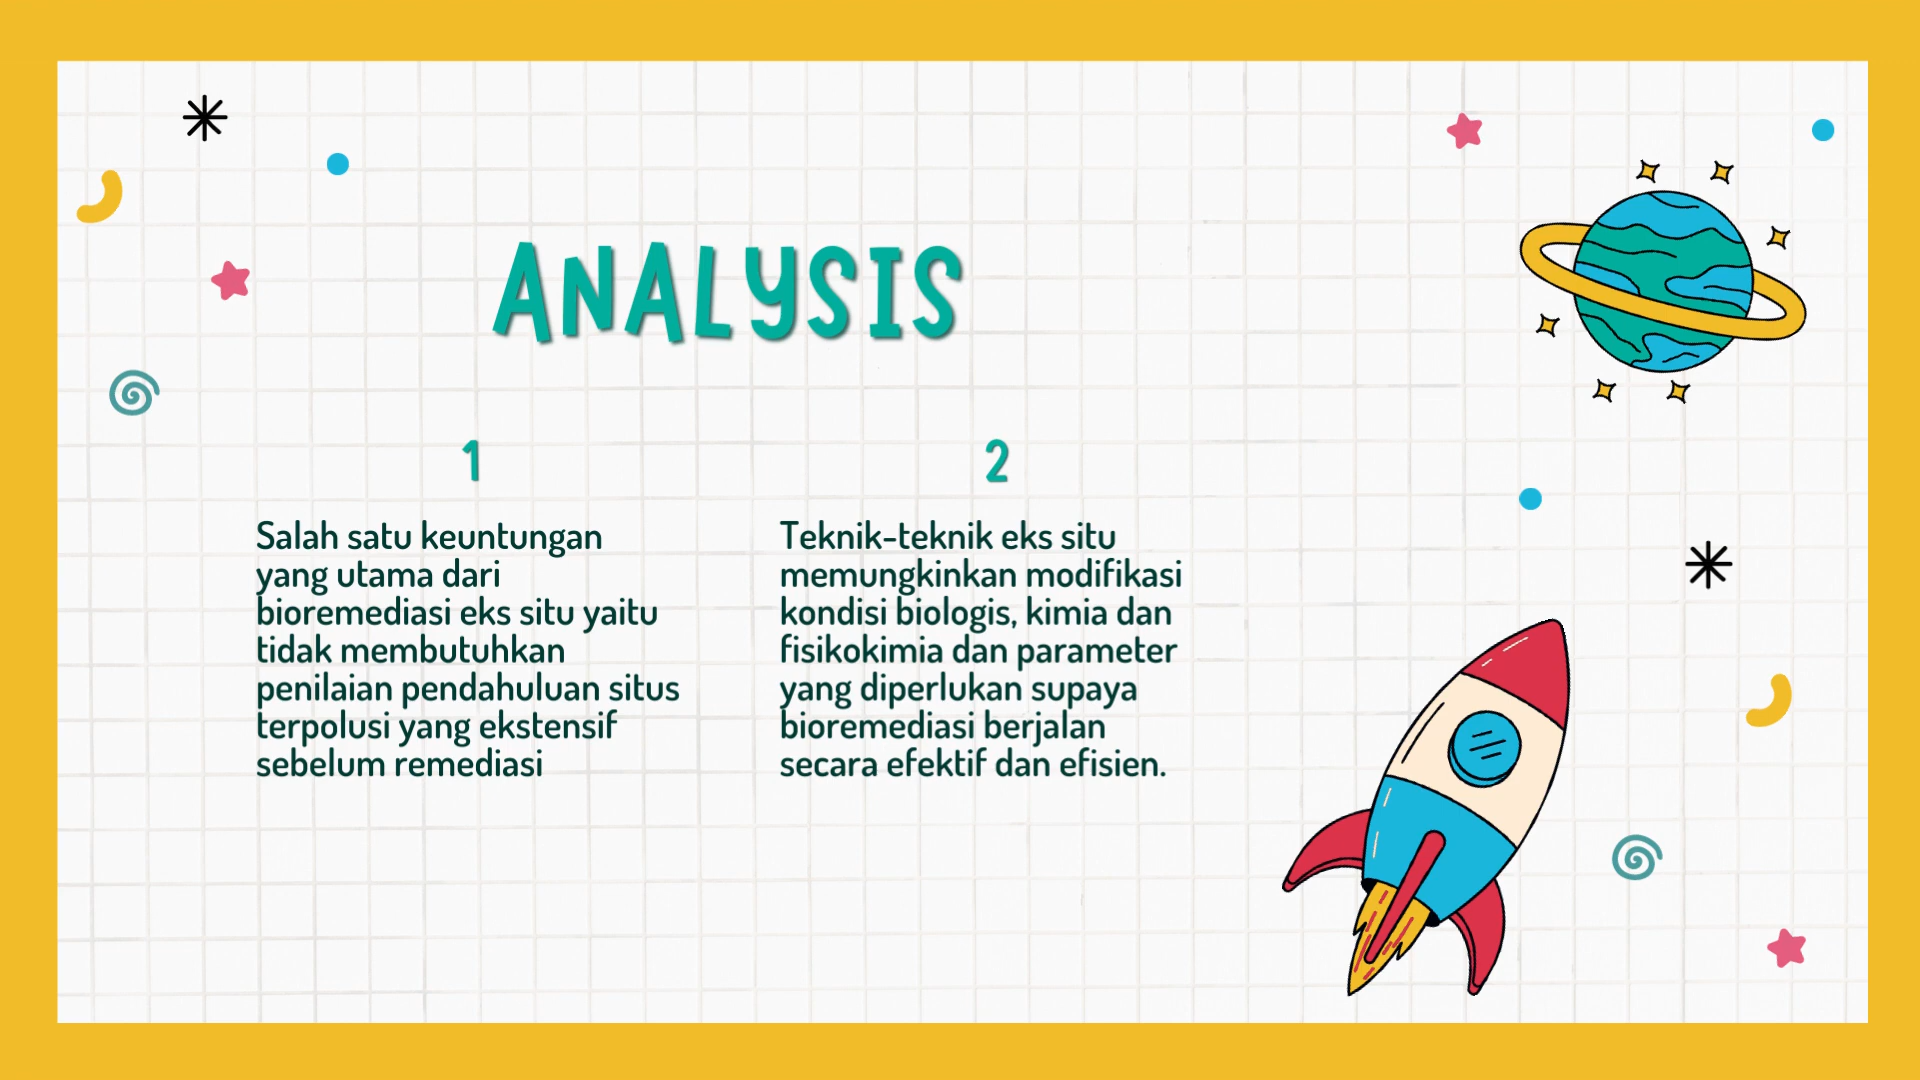 ANALYSIS
1
Salah satu keuntungan
yang utama dari
bioremediasi eks situ yaitu
tidak membutuhkan
penilaian pendahuluan situs
terpolusi yang ekstensif
sebelum remediasi
2
Teknik-teknik eks situ
memungkinkan modifikasi
kondisi biologis, kimia dan
fisikokimia dan parameter
yang diperlukan supaya
bioremediasi berjalan
secara efektif dan efisien.